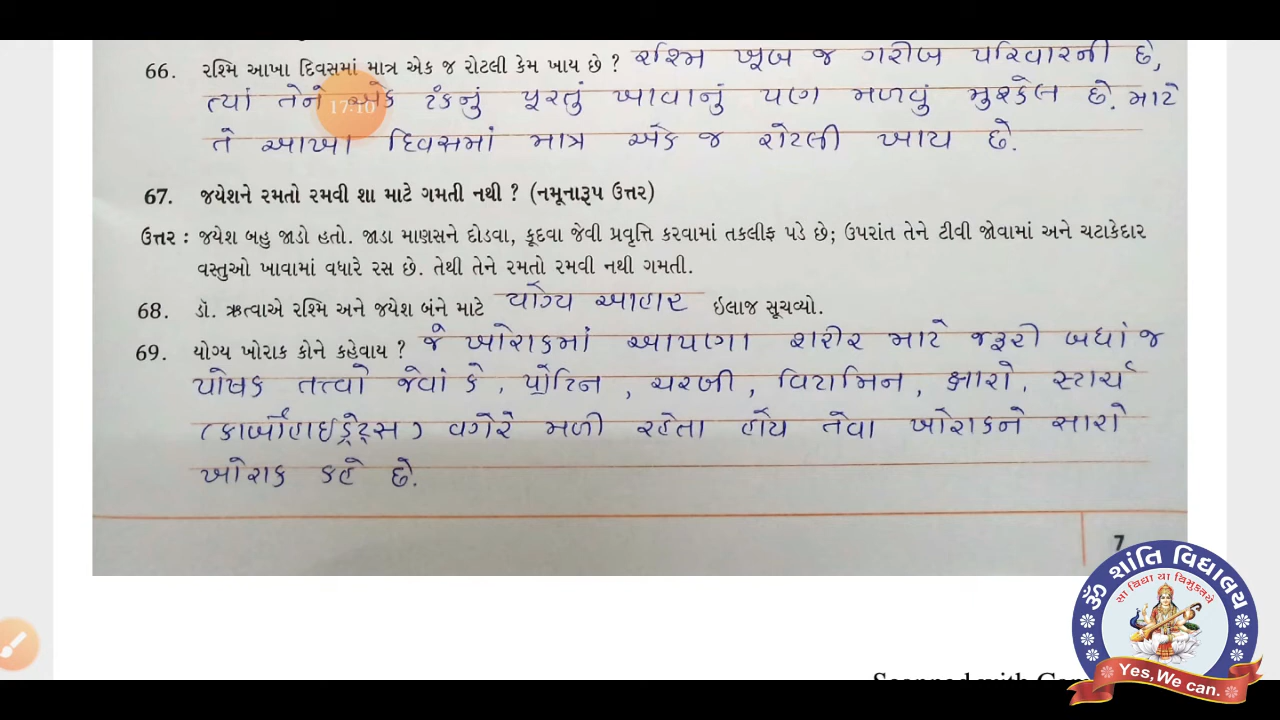 66. રશ્મિ આખા દિવસમાં માત્ર એક જ રોટલી કેમ ખાય છે ? રશ્મિ ખૂબ જ ગરીબ પરિવારની છે,
ત્યાં તેને એક ટંકનું પૂરતું ખાવાનું પણ મળવું મુશ્કેલ છે. માટે
17:10
તે આખા દિવસમાં માત્ર એક જ રોટલી ખાય છે.
67. જયેશને રમતો રમવી શા માટે ગમતી નથી ? (નમૂનારૂપ ઉત્તર)
ઉત્તર : જયેશ બહુ જાડો હતો. જાડા માણસને દોડવા, કૂદવા જેવી પ્રવૃત્તિ કરવામાં તકલીફ પડે છે; ઉપરાંત તેને ટીવી જોવામાં અને ચટાકેદાર
વસ્તુઓ ખાવામાં વધારે રસ છે. તેથી તેને રમતો રમવી નથી ગમતી.
68. ડૉ. ઋત્વાએ રશ્મિ અને જયેશ બંને માટે યોગ્ય આહાર ઇલાજ સૂચવ્યો.
69. યોગ્ય ખોરાક કોને કહેવાય ? જે ખોરાકમાં આપણા શરીર માટે જરૂરી બધાં જ
પોષક તત્ત્વો જેવાં કે, પ્રોટિન, ચરબી, વિટામિન, ક્ષારો, સ્ટાર્ચ
(કાર્બોહાઇડ્રેટ્સ) વગેરે મળી રહેતા હોય તેવા ખોરાકને સારો
ખોરાક કહે છે.
7
ૐ શાંતિ વિદ્યાલય
સા વિદ્યા યા વિમુક્તયે
Yes, We can.